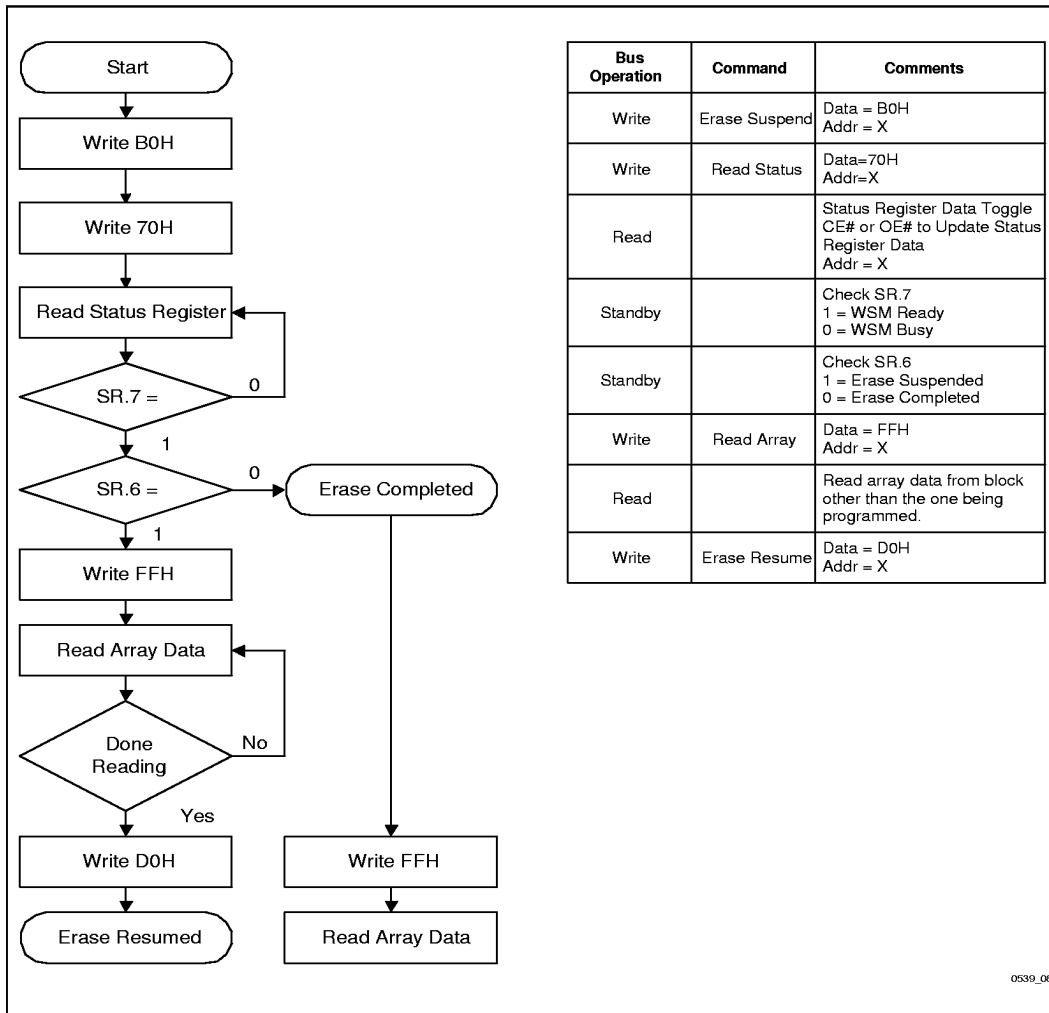 Start
Write B0H
Write 70H
Read Status Register
SR.7 =
0
1
SR.6 =
0
Erase Completed
1
Write FFH
Read Array Data
Done
Reading
No
Yes
Write D0H
Write FFH
Erase Resumed
Read Array Data
Bus
Operation
Command
Comments
Write
Erase Suspend
Data = B0H
Addr = X
Write
Read Status
Data=70H
Addr=X
Read
Status Register Data Toggle
CE# or OE# to Update Status
Register Data
Addr = X
Standby
Check SR.7
1 = WSM Ready
0 = WSM Busy
Standby
Check SR.6
1 = Erase Suspended
0 = Erase Completed
Write
Read Array
Data = FFH
Addr = X
Read
Read array data from block
other than the one being
programmed.
Write
Erase Resume
Data = D0H
Addr = X